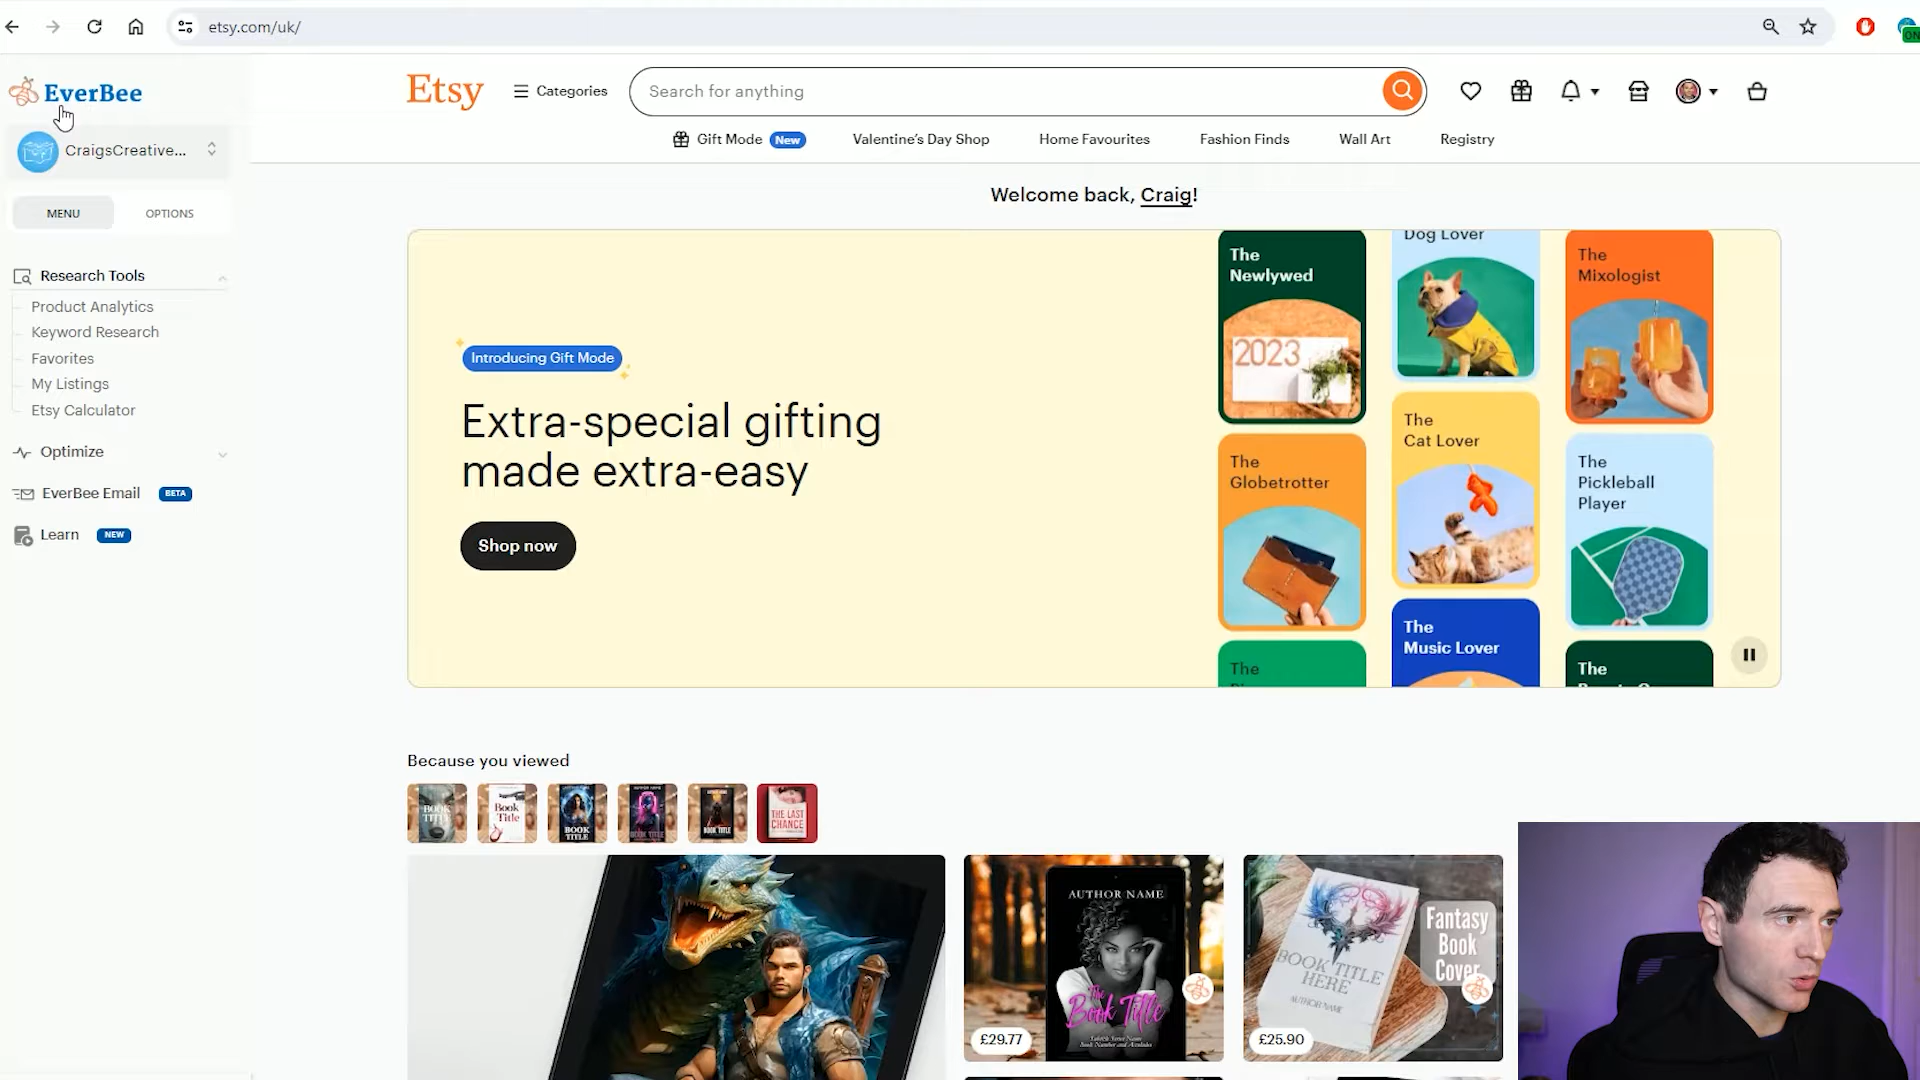 etsy.com/uk/
ON
EverBee
CraigsCreative...
MENU
OPTIONS
Research Tools
Product Analytics
Keyword Research
Favorites
My Listings
Etsy Calculator
Optimize
EverBee Email BETA
Learn NEW
Etsy
Categories
Search for anything
Gift Mode New
Valentine's Day Shop
Home Favourites
Fashion Finds
Wall Art
Registry
Welcome back, Craig!
Introducing Gift Mode
Extra-special gifting
made extra-easy
Shop now
The
Newlywed
2023
The
Globetrotter
The
Dog Lover
The
Cat Lover
The
Music Lover
The
Mixologist
The
Pickleball
Player
The
Because you viewed
BOOK
TITLE
Book
Title
BOOK
TITLE
BOOK TITLE
BOOK TITLE
THE LAST
CHANCE
AUTHOR NAME
The
Book Title
£29.77
BOOK TITLE
HERE
AUTHOR NAME
Fantasy
Book
Cover
£25.90